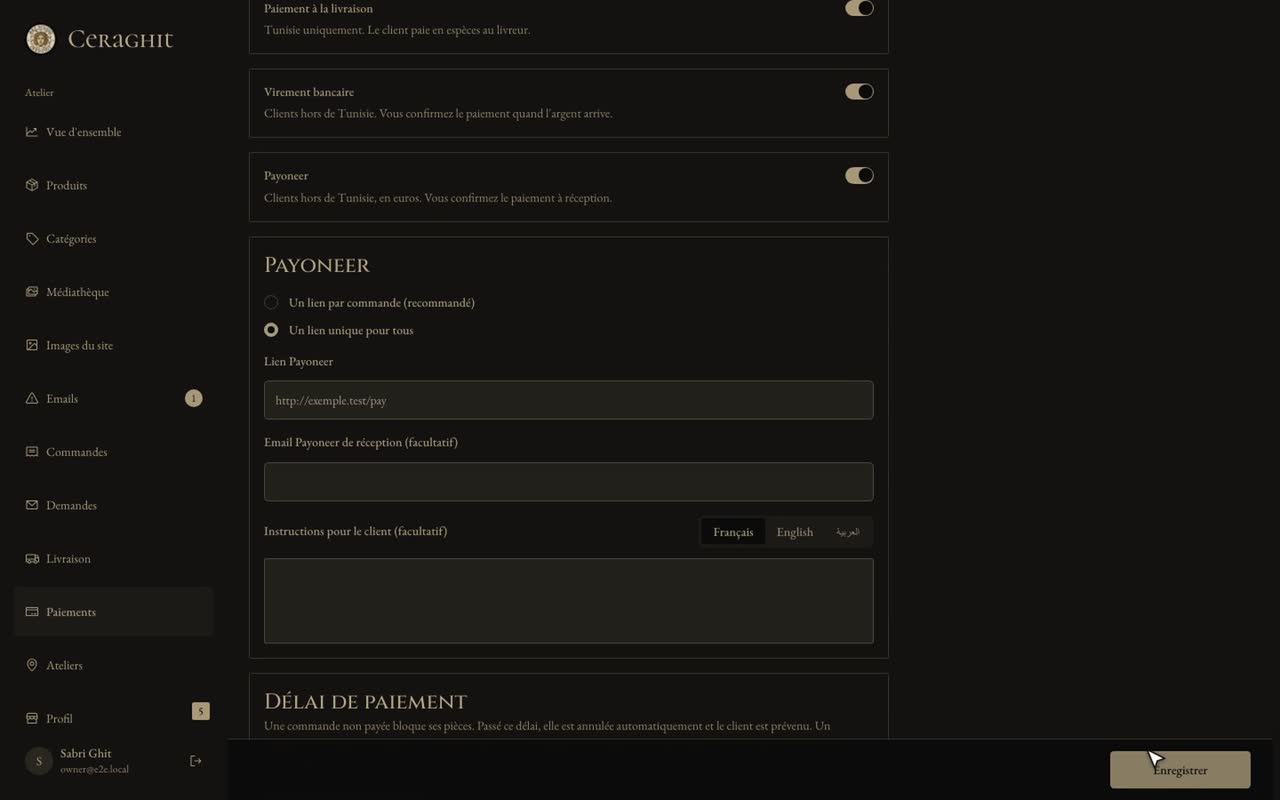 Ceraghit
Atelier
Vue d'ensemble
Produits
Catégories
Médiathèque
Images du site
Emails
1
Commandes
Demandes
Livraison
Paiements
Ateliers
Profil
5
S
Sabri Ghit
owner@e2e.local
Paiement à la livraison
Tunisie uniquement. Le client paie en espèces au livreur.
Virement bancaire
Clients hors de Tunisie. Vous confirmez le paiement quand l'argent arrive.
Payoneer
Clients hors de Tunisie, en euros. Vous confirmez le paiement à réception.
Payoneer
Un lien par commande (recommandé)
Un lien unique pour tous
Lien Payoneer
http://exemple.test/pay
Email Payoneer de réception (facultatif)
Instructions pour le client (facultatif)
Français English العربية
Délai de paiement
Une commande non payée bloque ses pièces. Passé ce délai, elle est annulée automatiquement et le client est prévenu. Un
Enregistrer